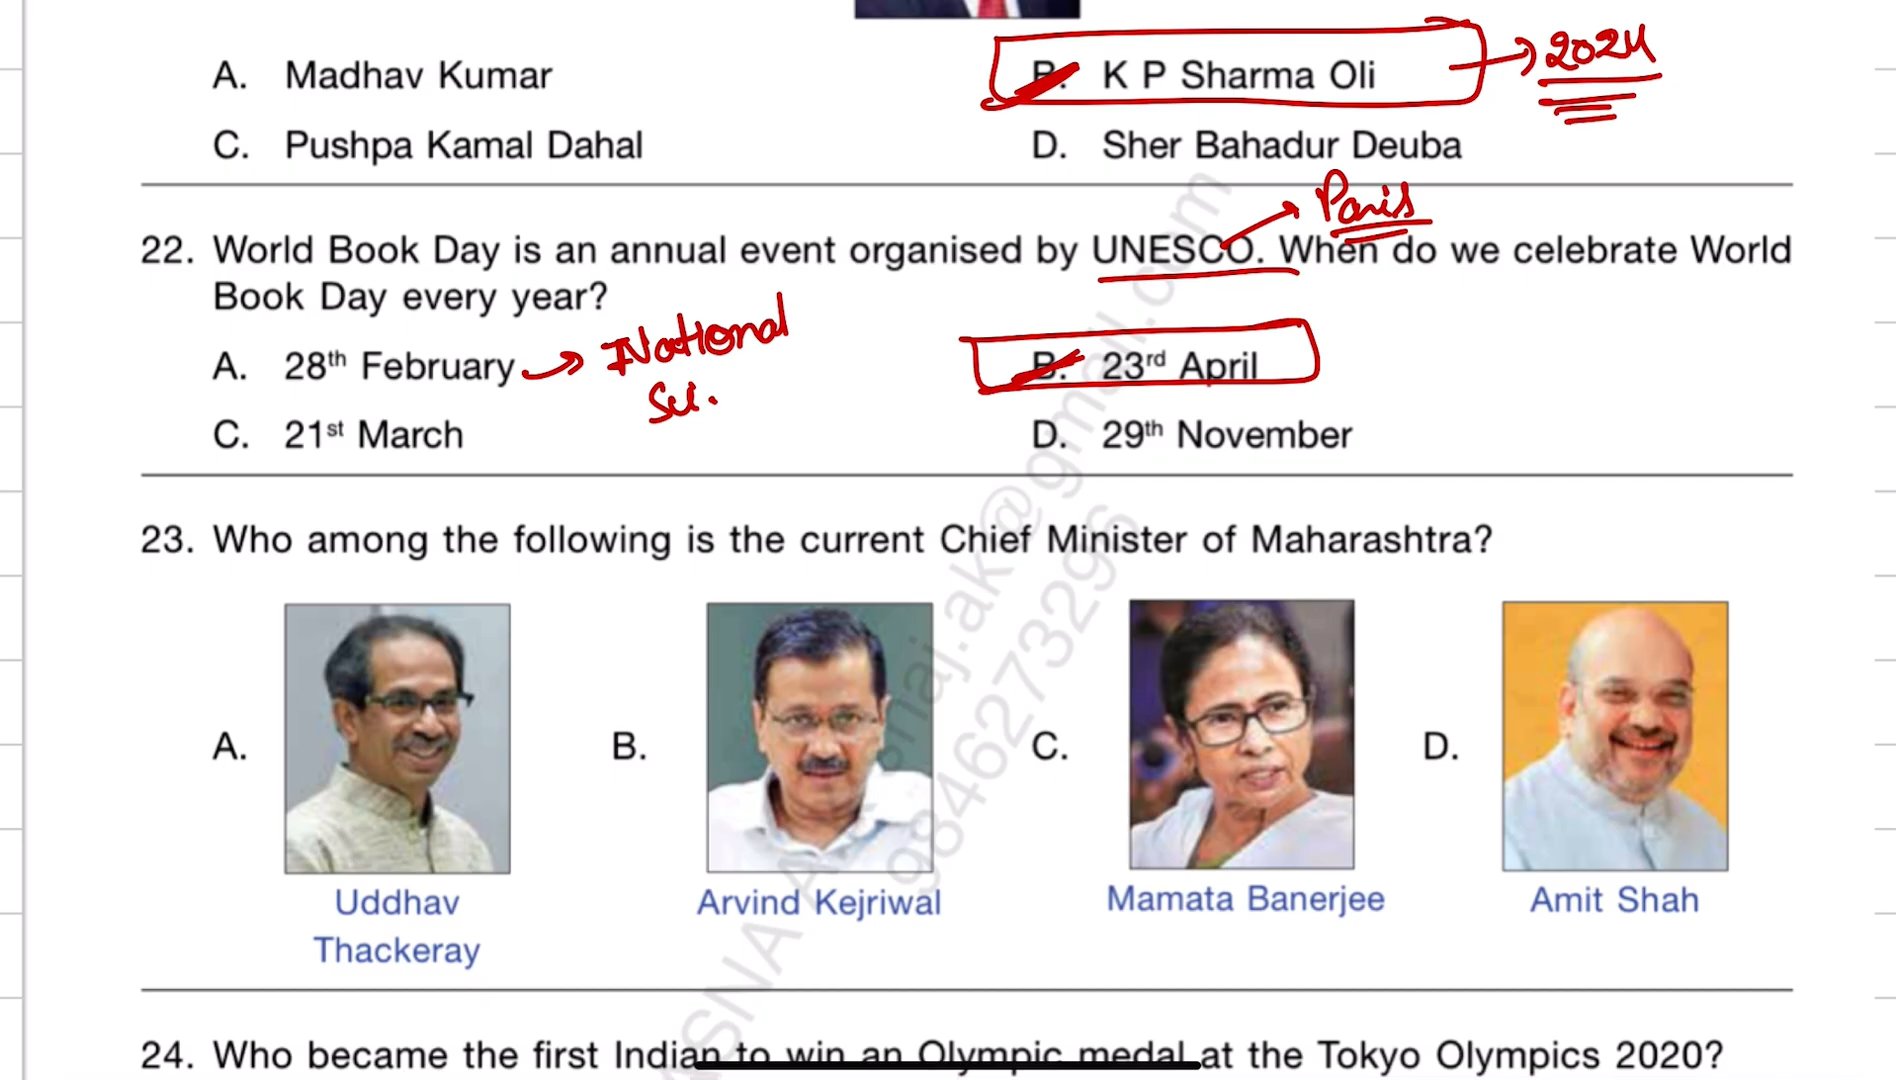 A. Madhav Kumar
B. K P Sharma Oli → 2024
C. Pushpa Kamal Dahal
D. Sher Bahadur Deuba
Paris
22. World Book Day is an annual event organised by UNESCO. When do we celebrate World
Book Day every year?
A. 28th February → National
Sci.
B. 23rd April
C. 21st March
D. 29th November
23. Who among the following is the current Chief Minister of Maharashtra?
A.
B.
C.
D.
Uddhav
Thackeray
Arvind Kejriwal
Mamata Banerjee
Amit Shah
24. Who became the first Indian to win an Olympic medal at the Tokyo Olympics 2020?
9846273296